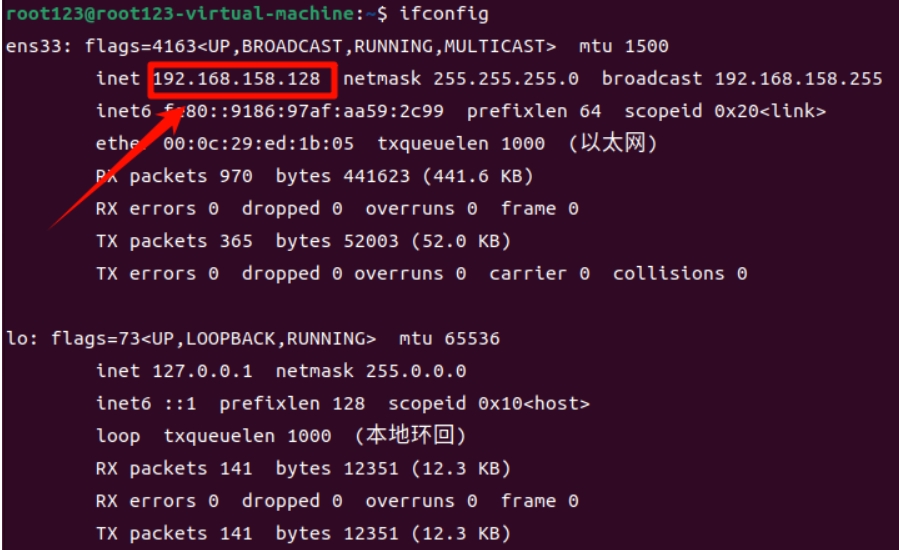 root123@root123-virtual-machine:~$ ifconfig
ens33: flags=4163<UP,BROADCAST,RUNNING,MULTICAST>  mtu 1500
        inet 192.168.158.128  netmask 255.255.255.0  broadcast 192.168.158.255
        inet6 fe80::9186:97af:aa59:2c99  prefixlen 64  scopeid 0x20<link>
        ether 00:0c:29:ed:1b:05  txqueuelen 1000  (以太网)
        RX packets 970  bytes 441623 (441.6 KB)
        RX errors 0  dropped 0  overruns 0  frame 0
        TX packets 365  bytes 52003 (52.0 KB)
        TX errors 0  dropped 0 overruns 0  carrier 0  collisions 0
lo: flags=73<UP,LOOPBACK,RUNNING>  mtu 65536
        inet 127.0.0.1  netmask 255.0.0.0
        inet6 ::1  prefixlen 128  scopeid 0x10<host>
        loop  txqueuelen 1000  (本地环回)
        RX packets 141  bytes 12351 (12.3 KB)
        RX errors 0  dropped 0  overruns 0  frame 0
        TX packets 141  bytes 12351 (12.3 KB)